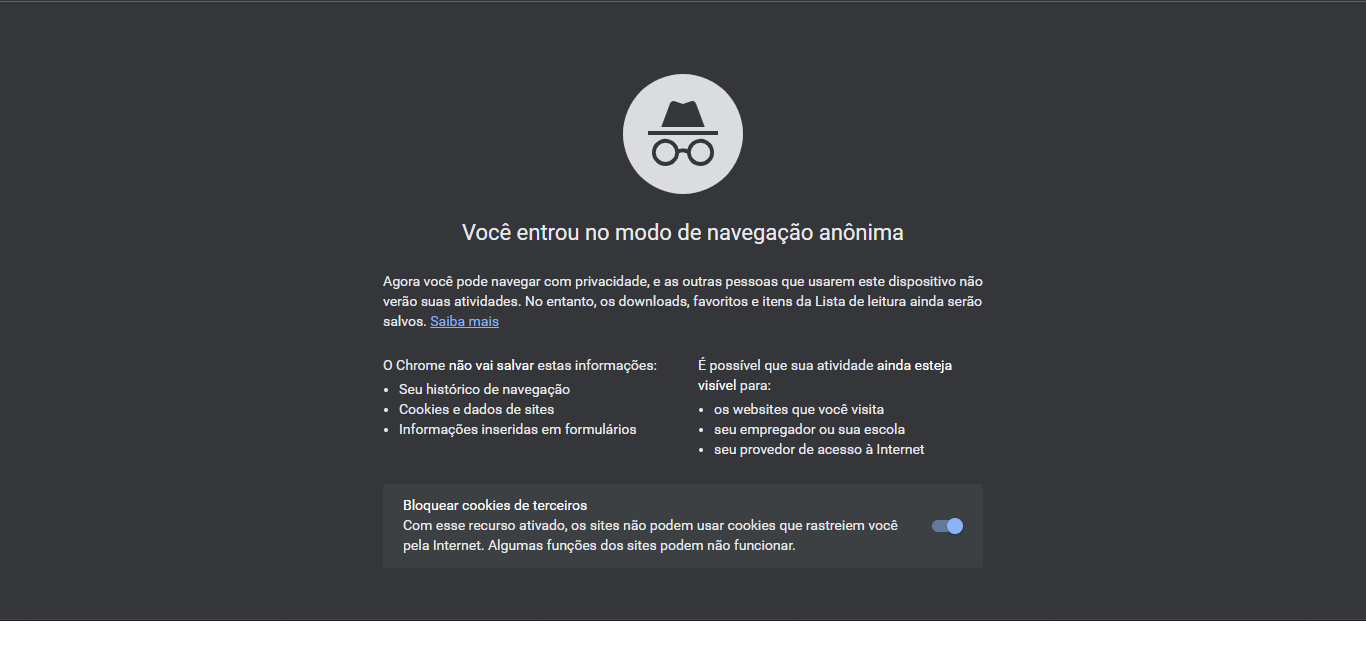 Você entrou no modo de navegação anônima
Agora você pode navegar com privacidade, e as outras pessoas que usarem este dispositivo não
verão suas atividades. No entanto, os downloads, favoritos e itens da Lista de leitura ainda serão
salvos. Saiba mais
O Chrome não vai salvar estas informações:
Seu histórico de navegação
Cookies e dados de sites
Informações inseridas em formulários
É possível que sua atividade ainda esteja
visível para:
os websites que você visita
seu empregador ou sua escola
seu provedor de acesso à Internet
Bloquear cookies de terceiros
Com esse recurso ativado, os sites não podem usar cookies que rastreiem você
pela Internet. Algumas funções dos sites podem não funcionar.